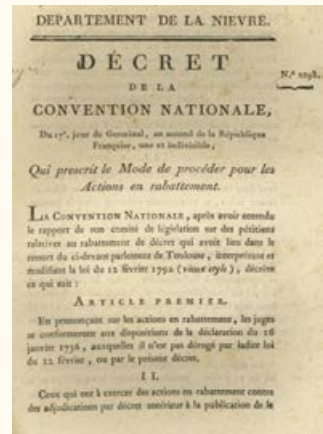 DÉPARTEMENT DE LA NIEVRE.
DÉCRET
N.° 2298.
DE LA
CONVENTION NATIONALE,
Du 17e. jour de Germinal, an second de la République
Française, une et indivisible,
Qui prescrit le Mode de procéder pour les
Actions en rabattement.
LA CONVENTION NATIONALE, après avoir entendu
le rapport de son comité de législation sur des pétitions
relatives au rabattement de décret qui avoit lieu dans le
ressort du ci-devant parlement de Toulouse, interprétant et
modifiant la loi du 12 février 1792 (vieux style), décrète
ce qui suit :
ARTICLE PREMIER.
En prononçant sur les actions en rabattement, les juges
se conformeront aux dispositions de la déclaration du 16
janvier 1736, auxquelles il n'est pas dérogé par ladite loi
du 12 février, ou par le présent décret.
I I.
Ceux qui ont à exercer des actions en rabattement contre
des adjudications par décret antérieur à la publication de la